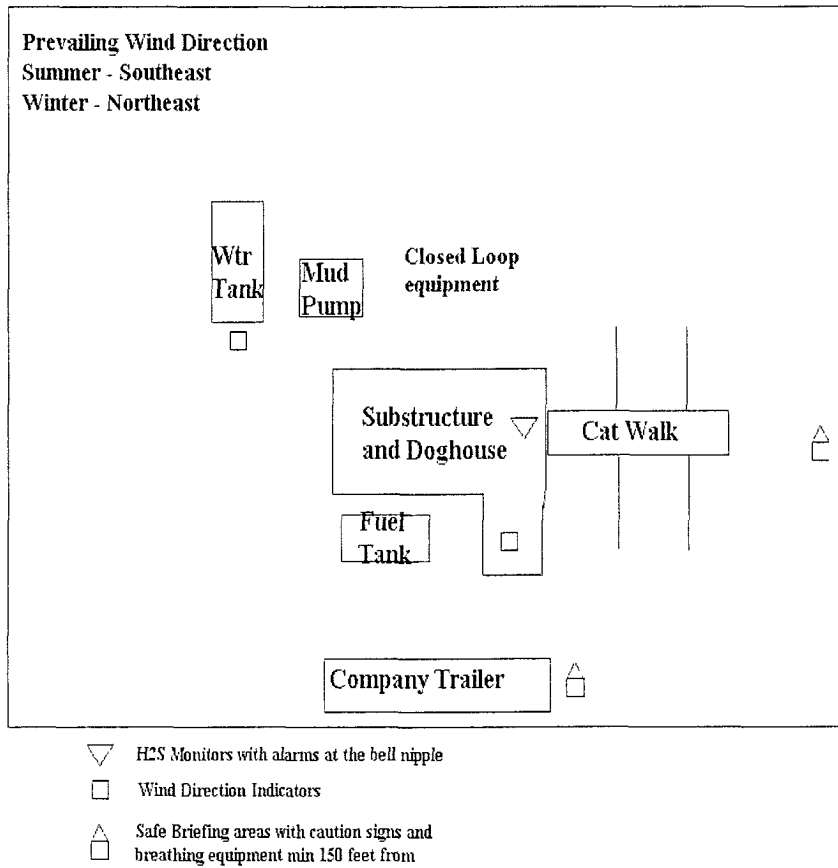 Prevailing Wind Direction
Summer - Southeast
Winter - Northeast
Wtr
Tank
Mud
Pump
Closed Loop
equipment
Substructure
and Doghouse
Cat Walk
Fuel
Tank
Company Trailer
H2S Monitors with alarms at the bell nipple
Wind Direction Indicators
Safe Briefing areas with caution signs and
breathing equipment min 150 feet from